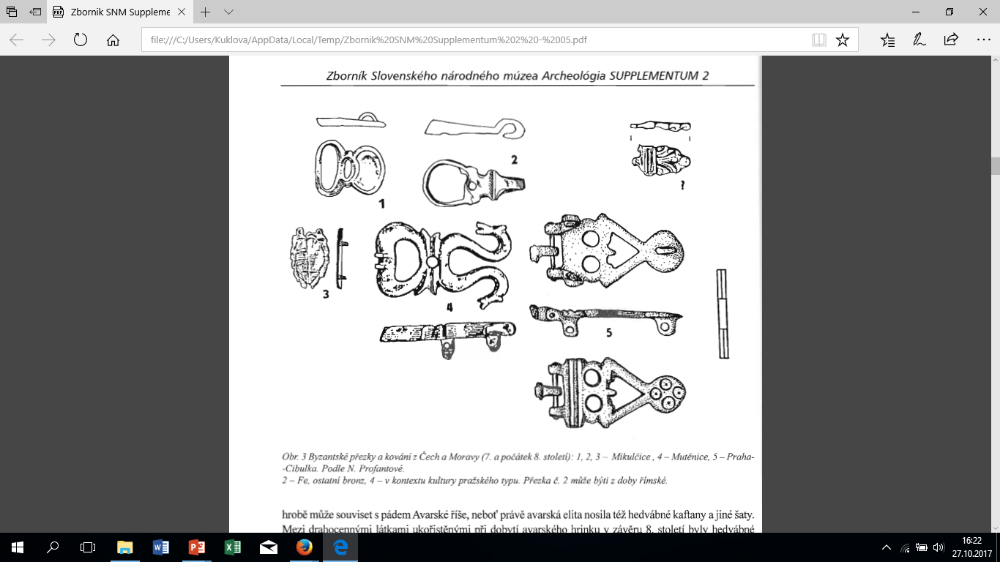 Zbornik SNM Suppleme
file:///C:/Users/Kuklova/AppData/Local/Temp/Zbornik%20SNM%20Supplementum%202%20-%2005.pdf
Zborník Slovenského národného múzea Archeológia SUPPLEMENTUM 2
1
2
?
3
4
5
Obr. 3 Byzantské přezky a kování z Čech a Moravy (7. a počátek 8. století): 1, 2, 3 – Mikulčice , 4 – Mutěnice, 5 – Praha-
-Cibulka. Podle N. Profantové.
2 – Fe, ostatní bronz, 4 – v kontextu kultury pražského typu. Přezka č. 2 může býti z doby římské.
hrobě může souviset s pádem Avarské říše, neboť právě avarská elita nosila též hedvábné kaftany a jiné šaty.
Mezi drahocennými látkami ukořistěnými při dobytí avarského hrinku v závěru 8. století byly hedvábné
16:22
27.10.2017